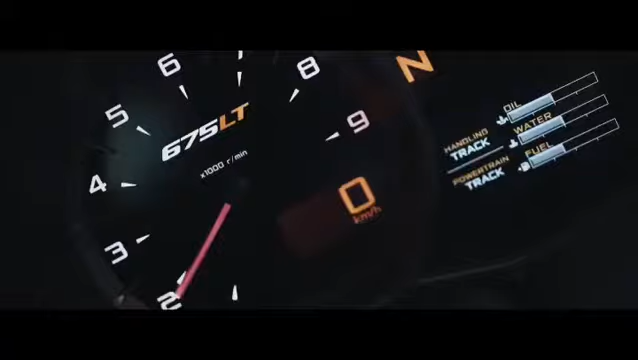 6
8
N
5
675LT
9
x1000 r/min
4
0
km/h
3
2
OIL
WATER
FUEL
HANDLING
TRACK
POWERTRAIN
TRACK